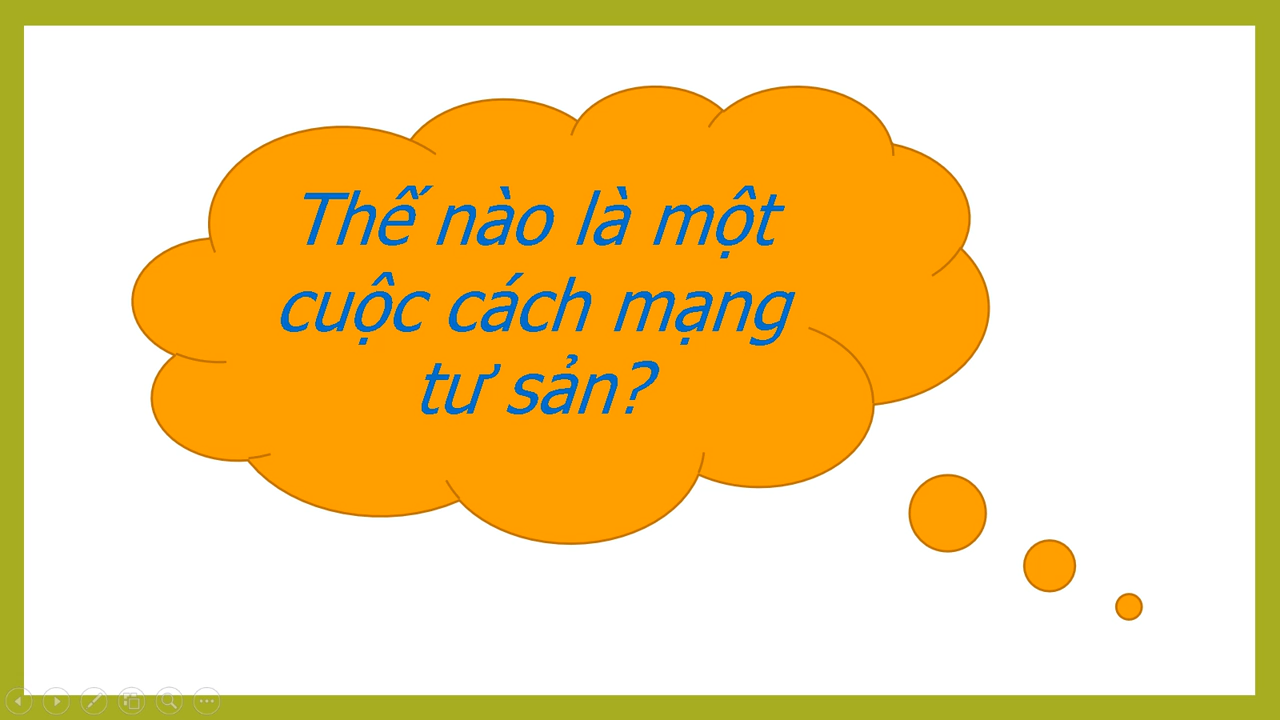 Thế nào là một
cuộc cách mạng
tư sản?